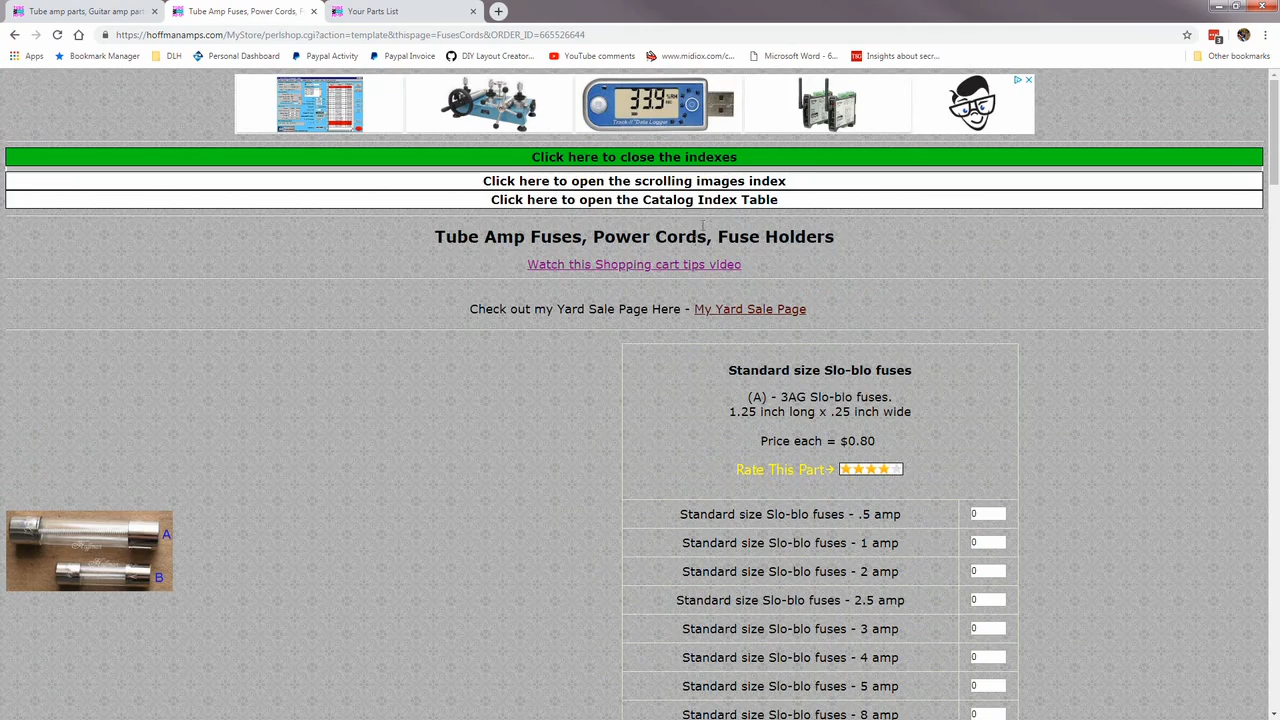 Tube amp parts, Guitar amp part
Tube Amp Fuses, Power Cords, F
Your Parts List
https://hoffmanamps.com/MyStore/perlshop.cgi?action=template&thispage=FusesCords&ORDER_ID=665526644
Apps
Bookmark Manager
DLH
Personal Dashboard
Paypal Activity
Paypal Invoice
DIY Layout Creator...
YouTube comments
www.midiox.com/c...
Microsoft Word - 6...
TSG
Insights about secr...
Other bookmarks
33.9
%RH
Track-It Data Logger
Click here to close the indexes
Click here to open the scrolling images index
Click here to open the Catalog Index Table
Tube Amp Fuses, Power Cords, Fuse Holders
Watch this Shopping cart tips video
Check out my Yard Sale Page Here - My Yard Sale Page
Standard size Slo-blo fuses
(A) - 3AG Slo-blo fuses.
1.25 inch long x .25 inch wide
Price each = $0.80
Rate This Part→
Standard size Slo-blo fuses - .5 amp 0
Standard size Slo-blo fuses - 1 amp 0
Standard size Slo-blo fuses - 2 amp 0
Standard size Slo-blo fuses - 2.5 amp 0
Standard size Slo-blo fuses - 3 amp 0
Standard size Slo-blo fuses - 4 amp 0
Standard size Slo-blo fuses - 5 amp 0
Standard size Slo-blo fuses - 8 amp 0
A
Hoffman
B